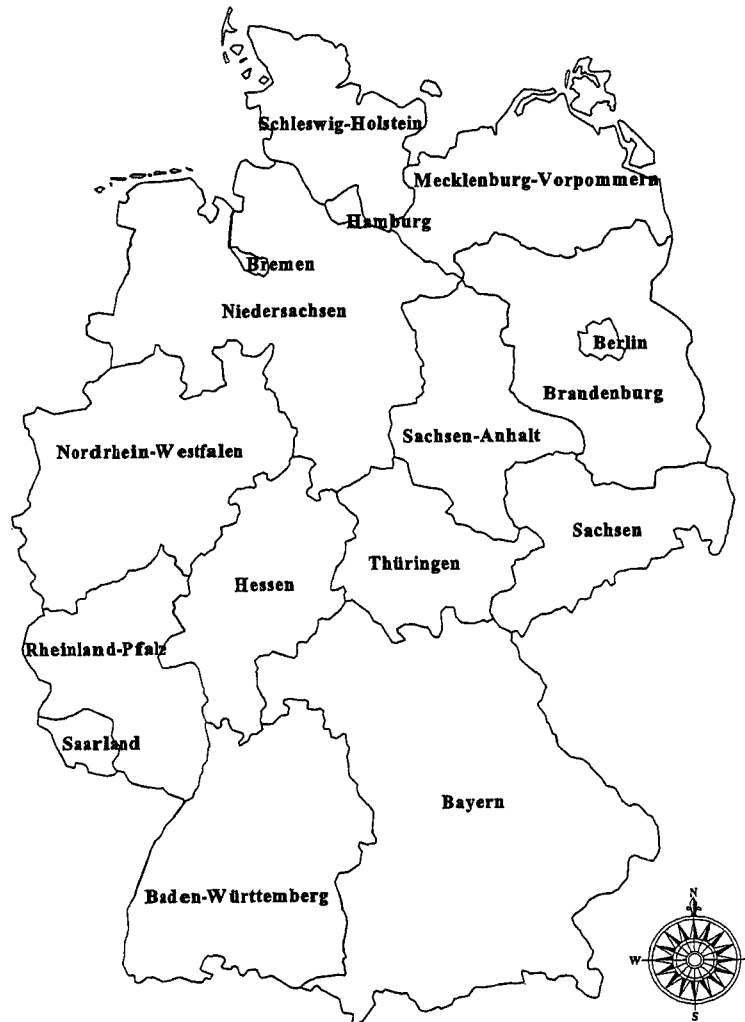 Schleswig-Holstein
Mecklenburg-Vorpommern
Hamburg
Bremen
Niedersachsen
Berlin
Brandenburg
Sachsen-Anhalt
Nordrhein-Westfalen
Sachsen
Thüringen
Hessen
Rheinland-Pfalz
Saarland
Bayern
Baden-Württemberg
N
W
S